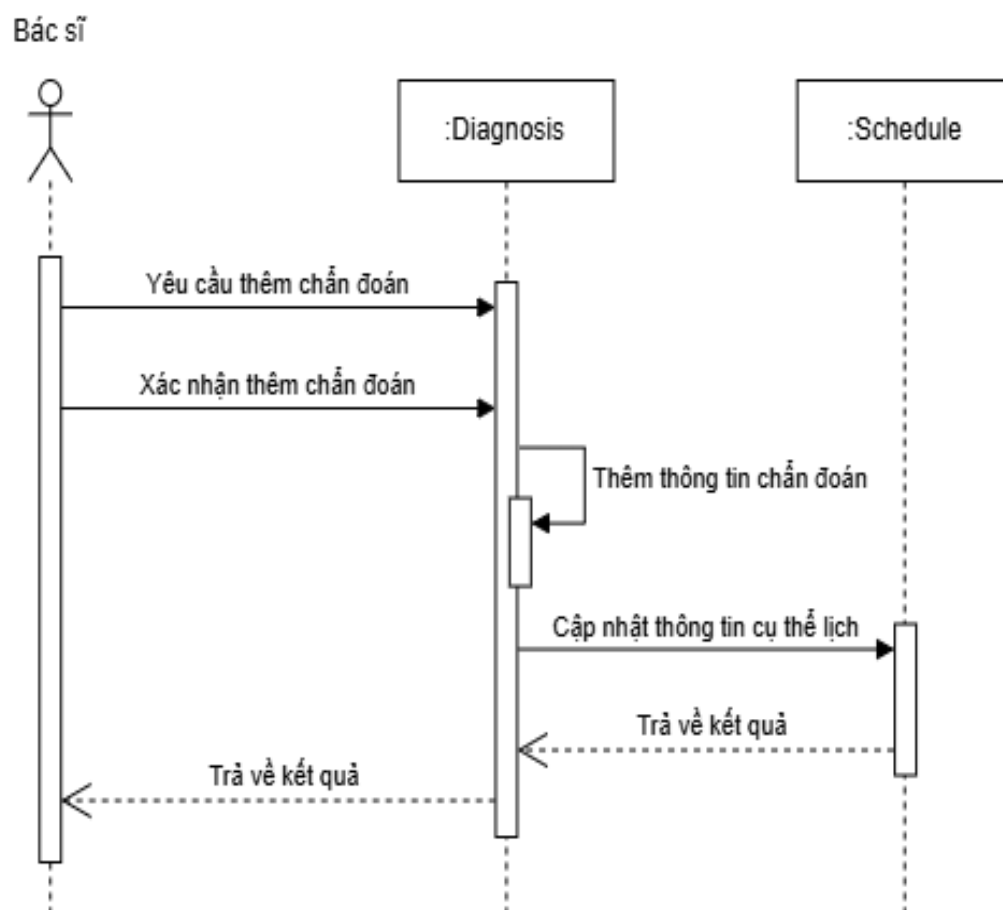 Bác sĩ
:Diagnosis
:Schedule
Yêu cầu thêm chẩn đoán
Xác nhận thêm chẩn đoán
Thêm thông tin chẩn đoán
Cập nhật thông tin cụ thể lịch
Trả về kết quả
Trả về kết quả